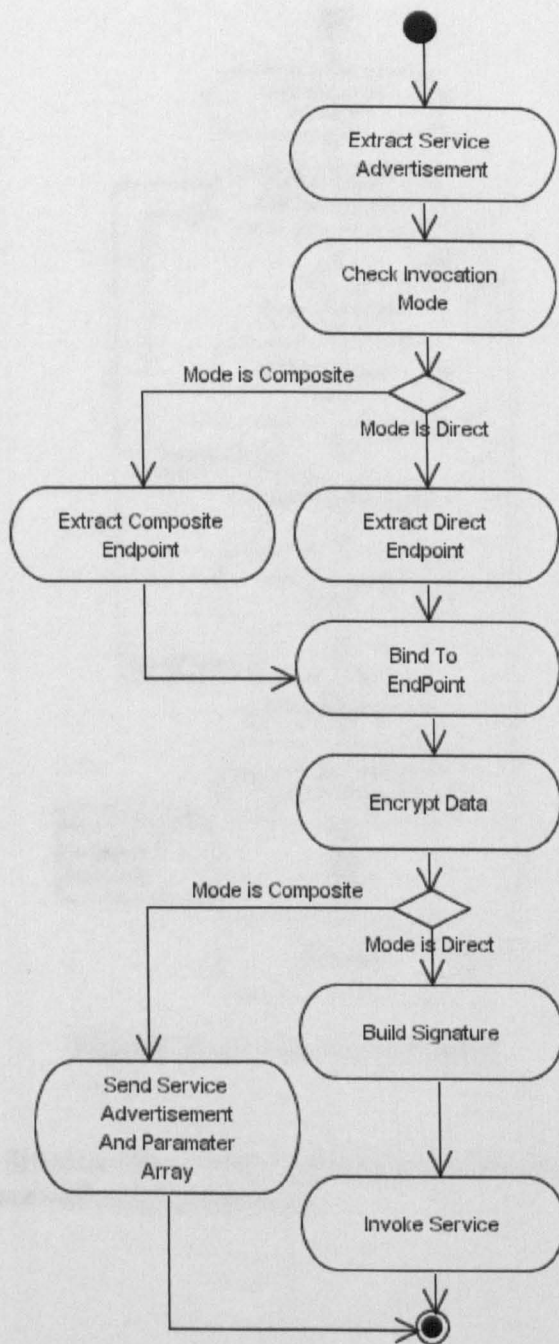 Extract Service
Advertisement
Check Invocation
Mode
Mode is Composite
Mode Is Direct
Extract Composite
Endpoint
Extract Direct
Endpoint
Bind To
EndPoint
Encrypt Data
Mode is Composite
Mode is Direct
Build Signature
Send Service
Advertisement
And Paramater
Array
Invoke Service